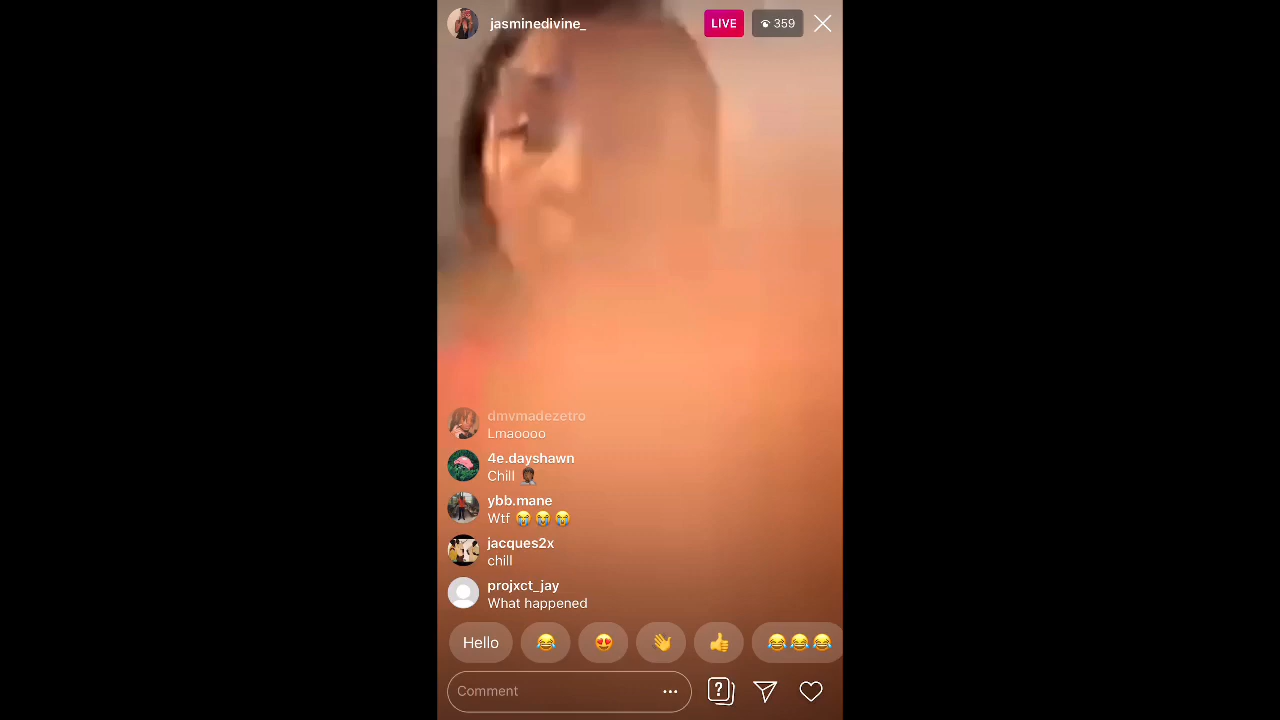 jasminedivine_
LIVE
359
dmvmadezetro
Lmaoooo
4e.dayshawn
Chill
ybb.mane
Wtf 😭 😭 😭
jacques2x
chill
projxct_jay
What happened
Hello 😂 😍 👋 👍 😂😂😂
Comment